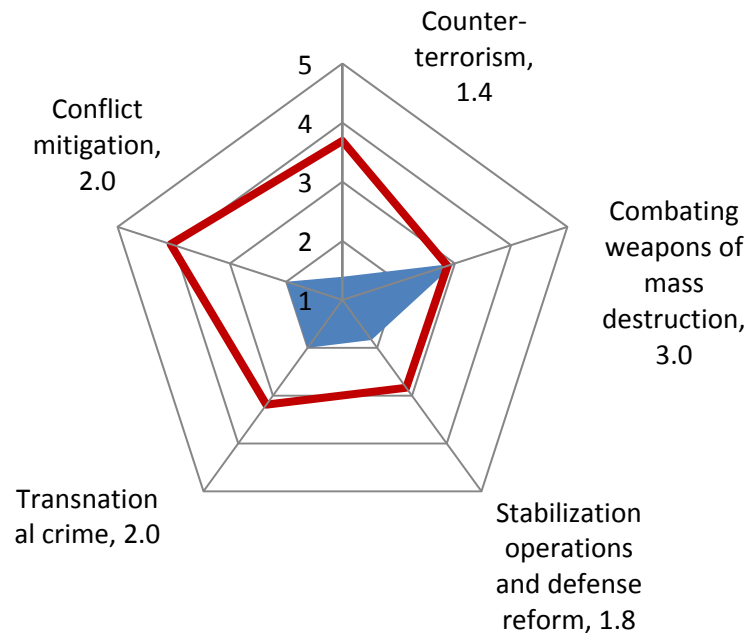 Counter-
terrorism,
1.4
5
4
3
2
1
Conflict
mitigation,
2.0
Combating
weapons of
mass
destruction,
3.0
Transnation
al crime, 2.0
Stabilization
operations
and defense
reform, 1.8